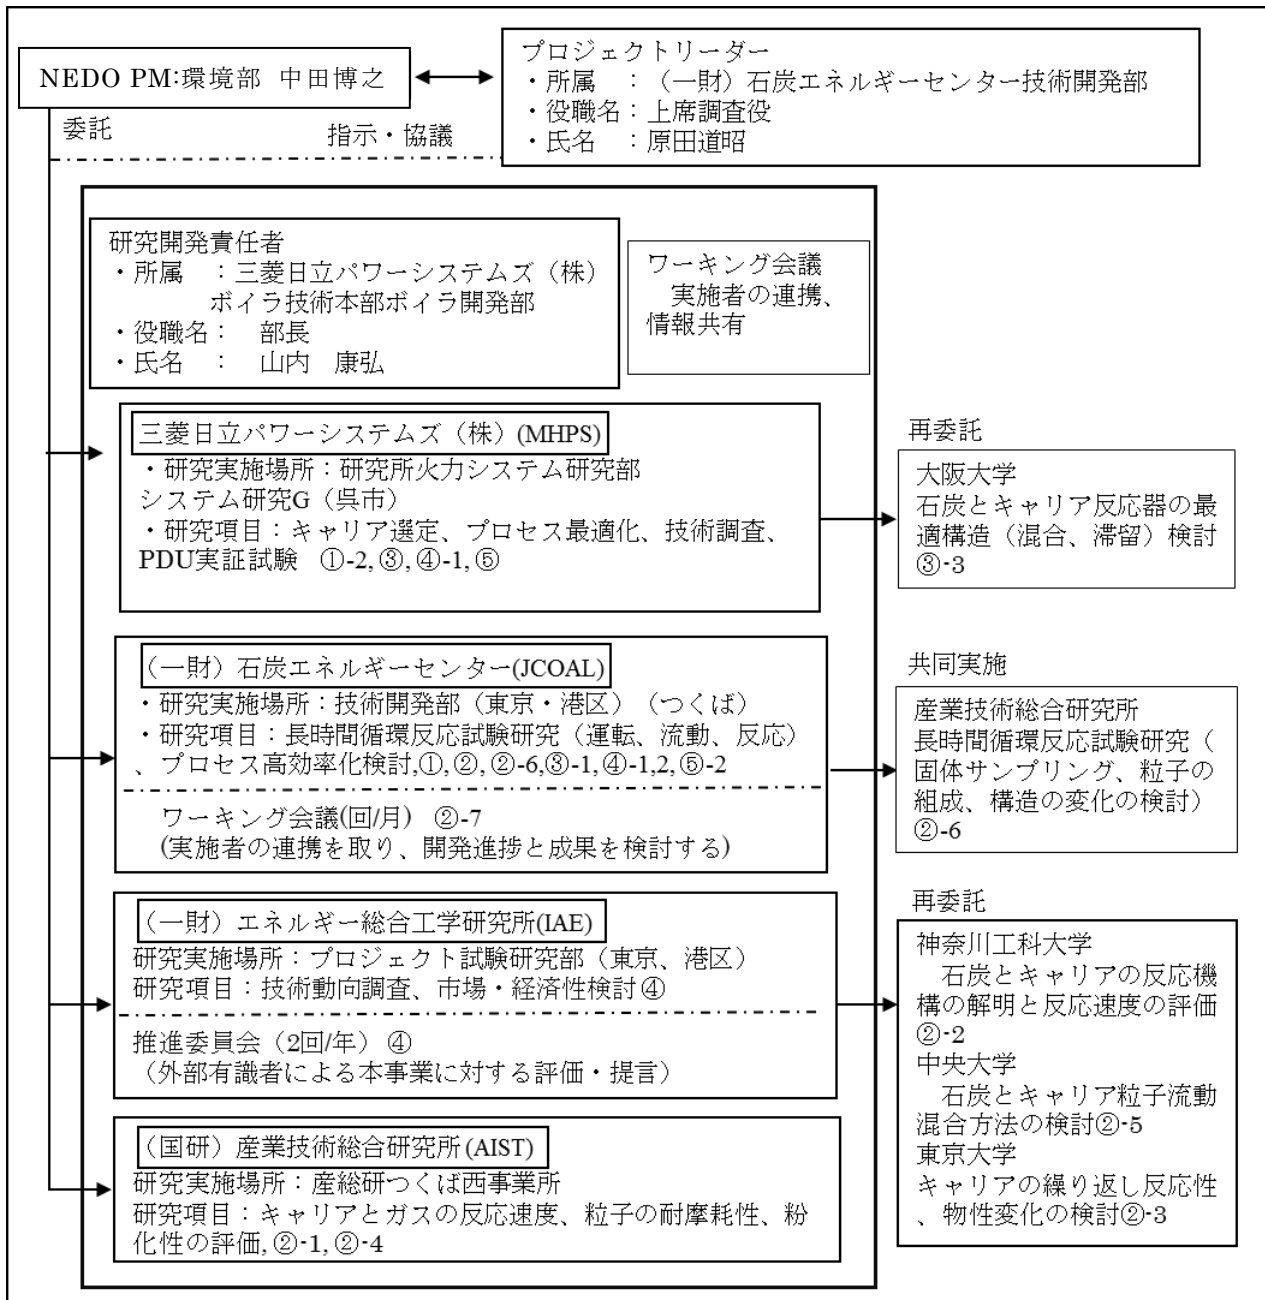 NEDO PM:環境部 中田博之
プロジェクトリーダー
・所属 ：（一財）石炭エネルギーセンター技術開発部
・役職名：上席調査役
・氏名 ：原田道昭
委託
指示・協議
研究開発責任者
・所属 ：三菱日立パワーシステムズ（株）
ボイラ技術本部ボイラ開発部
・役職名： 部長
・氏名 ： 山内 康弘
ワーキング会議
実施者の連携、
情報共有
三菱日立パワーシステムズ（株）(MHPS)
・研究実施場所：研究所火力システム研究部
システム研究G（呉市）
・研究項目：キャリア選定、プロセス最適化、技術調査、
PDU実証試験 ①-2, ③, ④-1, ⑤
再委託
大阪大学
石炭とキャリア反応器の最
適構造（混合、滞留）検討
③-3
（一財）石炭エネルギーセンター(JCOAL)
・研究実施場所：技術開発部（東京・港区）（つくば）
・研究項目：長時間循環反応試験研究（運転、流動、反応）
、プロセス高効率化検討,①, ②, ②-6,③-1, ④-1,2, ⑤-2
ワーキング会議(回/月) ②-7
(実施者の連携を取り、開発進捗と成果を検討する)
共同実施
産業技術総合研究所
長時間循環反応試験研究（
固体サンプリング、粒子の
組成、構造の変化の検討）
②-6
（一財）エネルギー総合工学研究所(IAE)
研究実施場所：プロジェクト試験研究部（東京、港区）
研究項目：技術動向調査、市場・経済性検討④
推進委員会（2回/年）④
（外部有識者による本事業に対する評価・提言）
再委託
神奈川工科大学
石炭とキャリアの反応機
構の解明と反応速度の評価
②-2
中央大学
石炭とキャリア粒子流動
混合方法の検討②-5
東京大学
キャリアの繰り返し反応性
、物性変化の検討②-3
（国研）産業技術総合研究所(AIST)
研究実施場所：産総研つくば西事業所
研究項目：キャリアとガスの反応速度、粒子の耐摩耗性、粉
化性の評価, ②-1, ②-4